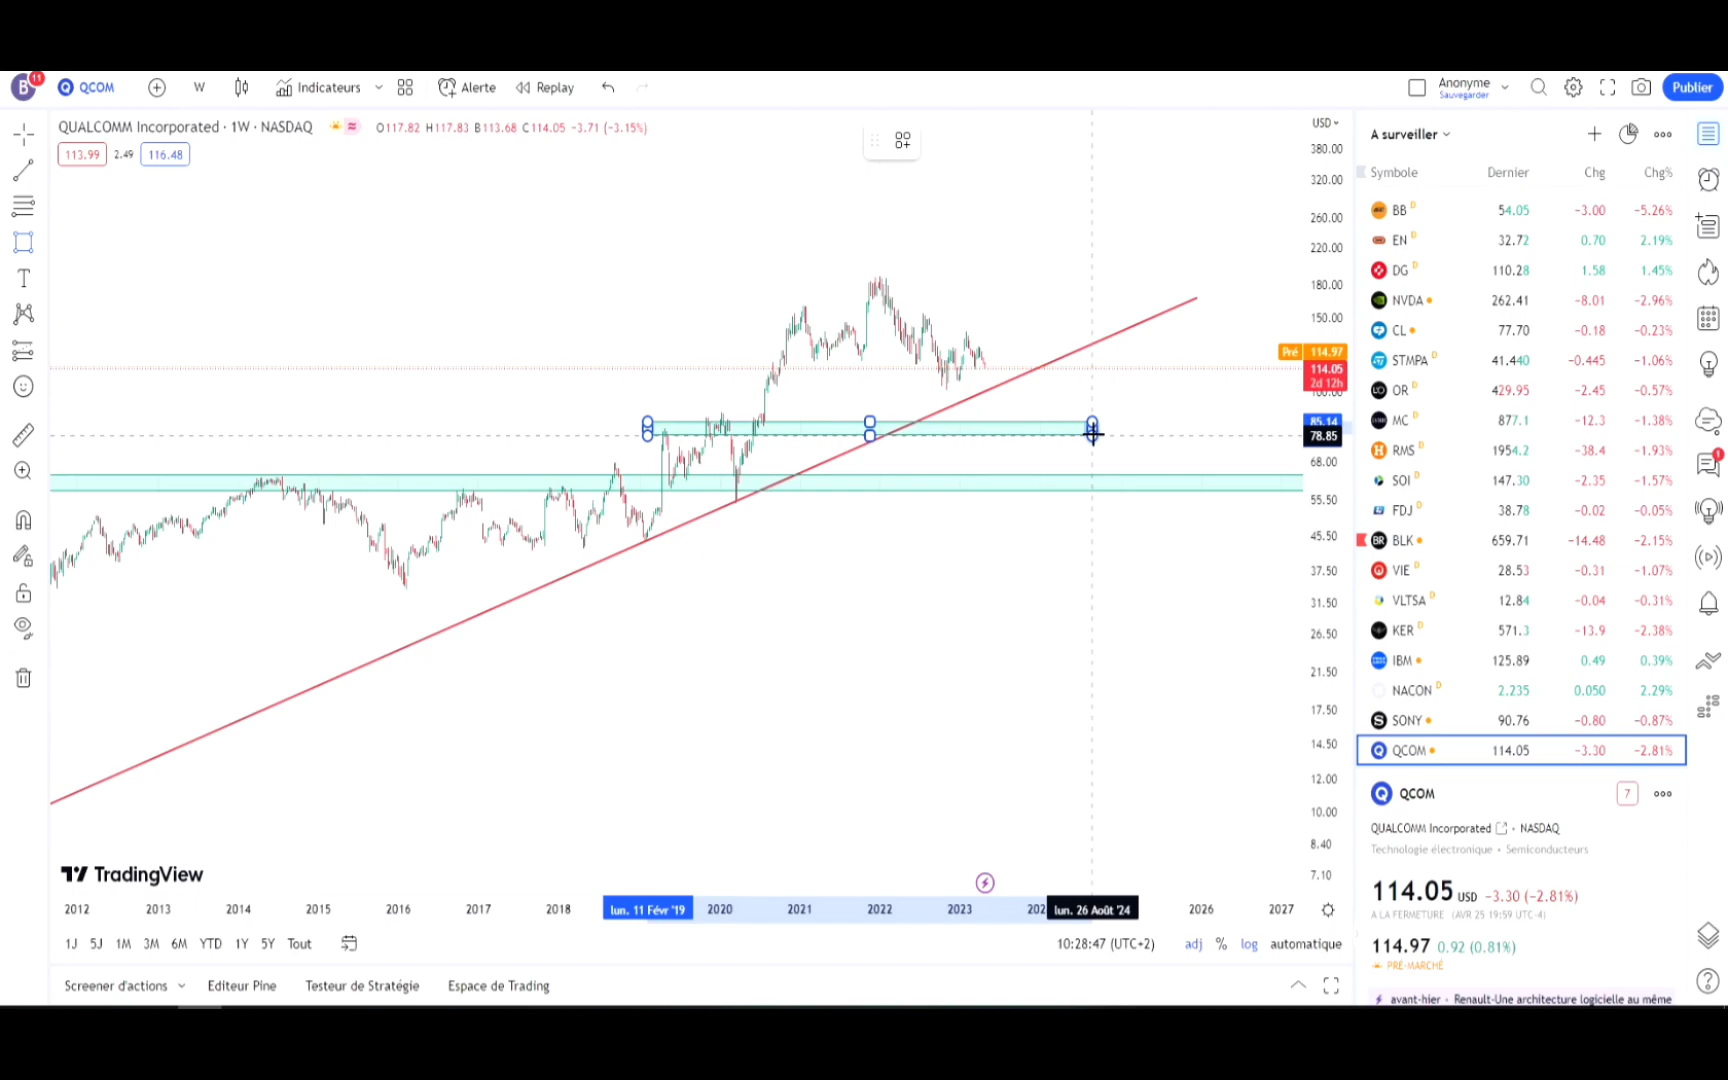 B 11 QCOM W Indicateurs Alerte Replay Anonyme Sauvegarder Publier
QUALCOMM Incorporated · 1W · NASDAQ O117.82 H117.83 B113.68 C114.05 -3.71 (-3.15%)
113.99 2.49 116.48
USD
380.00
320.00
260.00
220.00
180.00
150.00
Pré 114.97
114.05
2d 12h
100.00
85.14
78.85
68.00
55.50
45.50
37.50
31.50
26.50
21.50
17.50
14.50
12.00
10.00
8.40
7.10
TradingView
2012 2013 2014 2015 2016 2017 2018 lun. 11 Févr '19 2020 2021 2022 2023 202 lun. 26 Août '24 2026 2027
1J 5J 1M 3M 6M YTD 1Y 5Y Tout 10:28:47 (UTC+2) adj % log automatique
Screener d'actions Editeur Pine Testeur de Stratégie Espace de Trading
A surveiller
Symbole Dernier Chg Chg%
BB D 54.05 -3.00 -5.26%
EN D 32.72 0.70 2.19%
DG D 110.28 1.58 1.45%
NVDA 262.41 -8.01 -2.96%
CL 77.70 -0.18 -0.23%
STMPA D 41.440 -0.445 -1.06%
OR D 429.95 -2.45 -0.57%
MC D 877.1 -12.3 -1.38%
RMS D 1954.2 -38.4 -1.93%
SOI D 147.30 -2.35 -1.57%
FDJ D 38.78 -0.02 -0.05%
BLK 659.71 -14.48 -2.15%
VIE D 28.53 -0.31 -1.07%
VLTSA D 12.84 -0.04 -0.31%
KER D 571.3 -13.9 -2.38%
IBM 125.89 0.49 0.39%
NACON D 2.235 0.050 2.29%
SONY 90.76 -0.80 -0.87%
QCOM 114.05 -3.30 -2.81%
QCOM 7
QUALCOMM Incorporated · NASDAQ
Technologie électronique • Semiconducteurs
114.05 USD -3.30 (-2.81%)
A LA FERMETURE (AVR 25 19:59 UTC-4)
114.97 0.92 (0.81%)
PRÉ-MARCHÉ
avant-hier · Renault-Une architecture logicielle au même
1